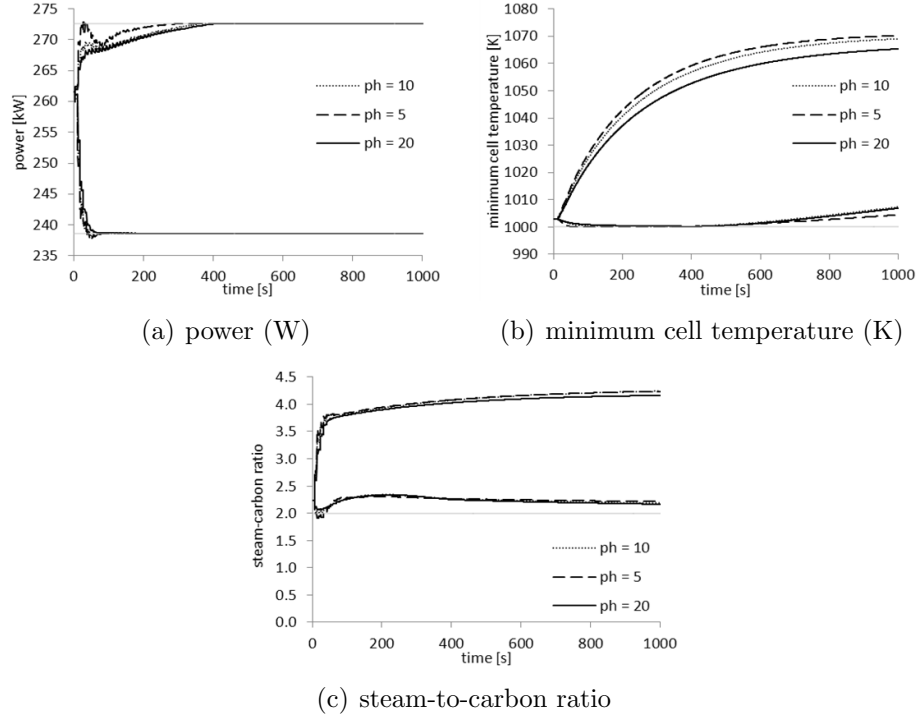 275
270
265
260
255
250
245
240
235
power [kW]
ph = 10
ph = 5
ph = 20
0 200 400 600 800 1000
time [s]
(a) power (W)
1080
1070
1060
1050
1040
1030
1020
1010
1000
990
minimum cell temperature [K]
ph = 10
ph = 5
ph = 20
0 200 400 600 800 1000
time [s]
(b) minimum cell temperature (K)
4.5
4.0
3.5
3.0
2.5
2.0
1.5
1.0
0.5
0.0
steam-carbon ratio
ph = 10
ph = 5
ph = 20
0 200 400 600 800 1000
time [s]
(c) steam-to-carbon ratio